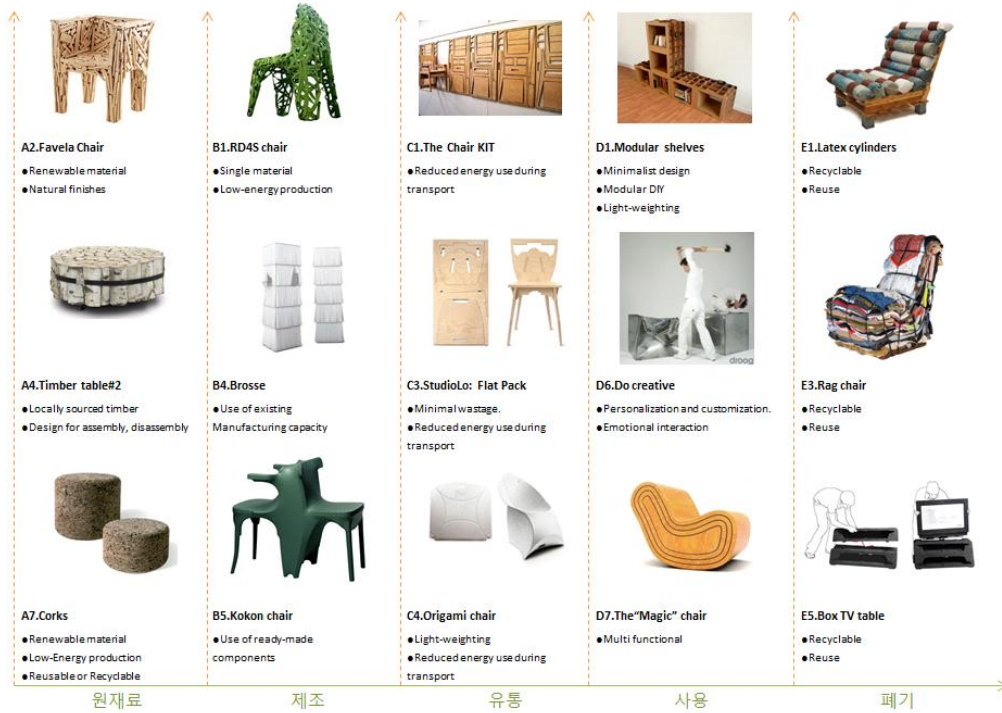 A2.Favela Chair
●Renewable material
●Natural finishes
B1.RD4S chair
●Single material
●Low-energy production
C1.The Chair KIT
●Reduced energy use during
transport
D1.Modular shelves
●Minimalist design
●Modular DIY
●Light-weighting
E1.Latex cylinders
●Recyclable
●Reuse
droog
A4.Timber table#2
●Locally sourced timber
●Design for assembly, disassembly
B4.Brosse
●Use of existing
Manufacturing capacity
C3.StudioLo: Flat Pack
●Minimal wastage.
●Reduced energy use during
transport
D6.Do creative
●Personalization and customization.
●Emotional interaction
E3.Rag chair
●Recyclable
●Reuse
A7.Corks
●Renewable material
●Low-Energy production
●Reusable or Recyclable
B5.Kokon chair
●Use of ready-made
components
C4.Origami chair
●Light-weighting
●Reduced energy use during
transport
D7.The“Magic” chair
●Multi functional
E5.Box TV table
●Recyclable
●Reuse
원재료
제조
유통
사용
폐기